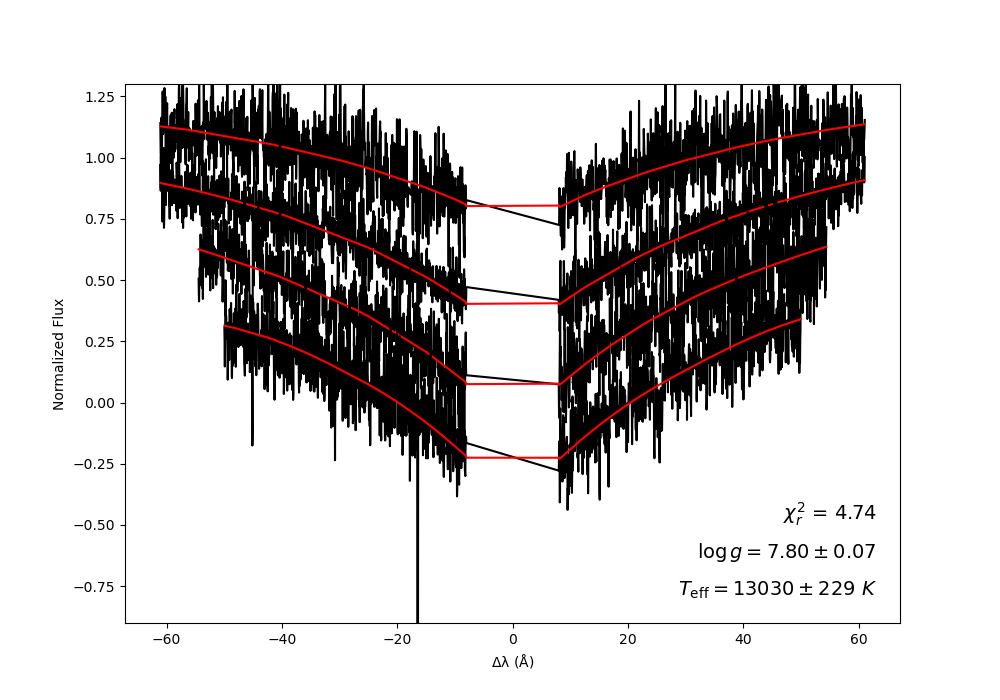 1.25
1.00
0.75
0.50
0.25
0.00
−0.25
−0.50
−0.75
Normalized Flux
χ²ᵣ = 4.74
log g = 7.80 ± 0.07
T_eff = 13030 ± 229 K
−60 −40 −20 0 20 40 60
Δλ (Å)